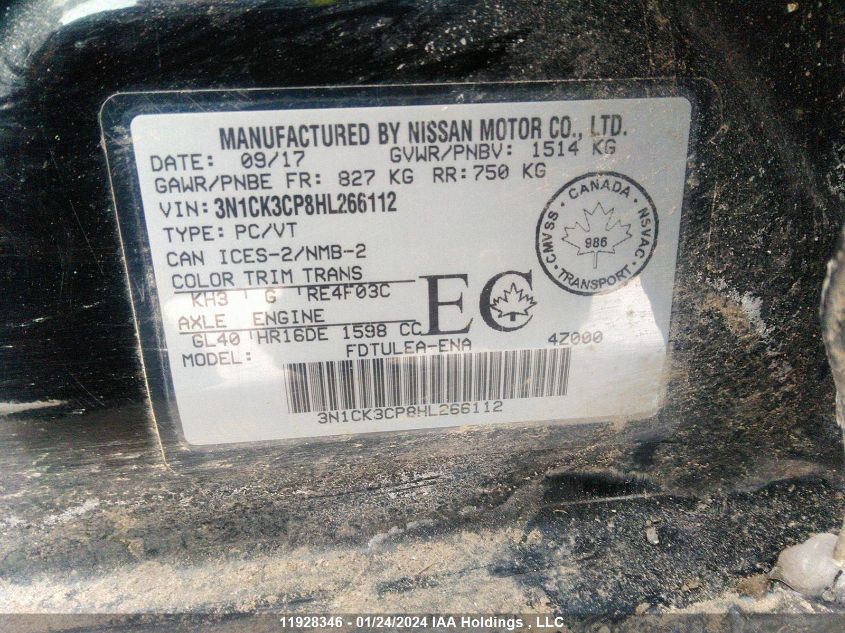 MANUFACTURED BY NISSAN MOTOR CO., LTD.
DATE: 09/17 GVWR/PNBV: 1514 KG
GAWR/PNBE FR: 827 KG RR: 750 KG
VIN: 3N1CK3CP8HL266112
TYPE: PC/VT
CAN ICES-2/NMB-2
COLOR TRIM TRANS
KH3 G RE4F03C
AXLE ENGINE
GL40 HR16DE 1598 CC
MODEL: FDTULEA-ENA 4Z000
EC
CANADA
CMVSS NSVAC
986
TRANSPORT
3N1CK3CP8HL266112
11928346 - 01/24/2024 IAA Holdings , LLC